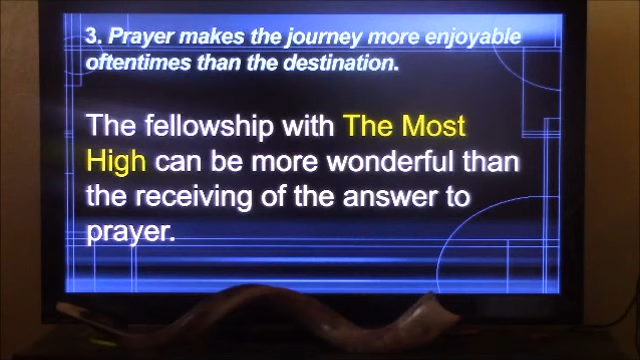 3. Prayer makes the journey more enjoyable
oftentimes than the destination.
The fellowship with The Most
High can be more wonderful than
the receiving of the answer to
prayer.